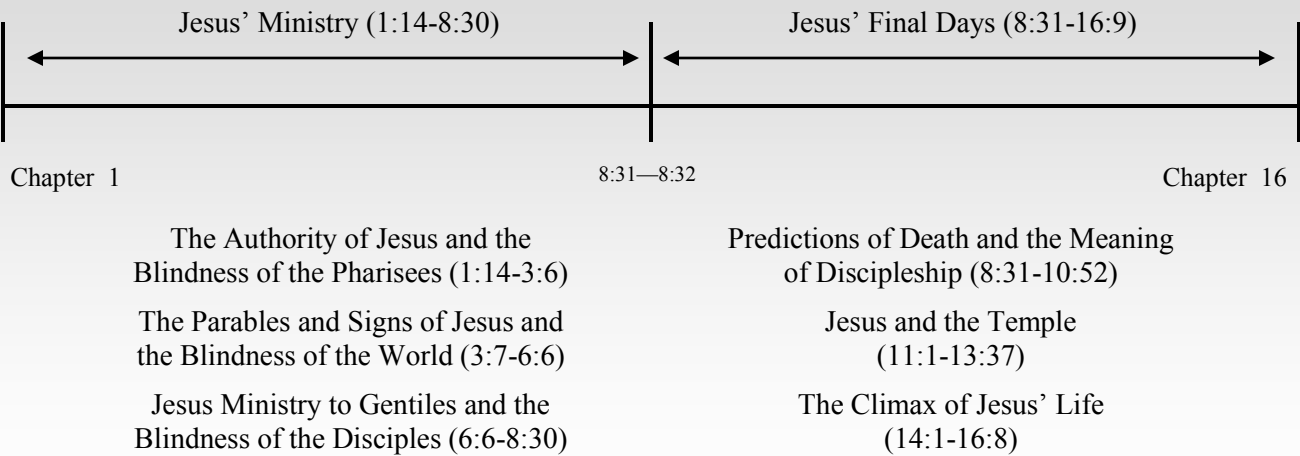 Jesus’ Ministry (1:14-8:30)
Jesus’ Final Days (8:31-16:9)
Chapter 1
8:31—8:32
Chapter 16
The Authority of Jesus and the
Blindness of the Pharisees (1:14-3:6)
The Parables and Signs of Jesus and
the Blindness of the World (3:7-6:6)
Jesus Ministry to Gentiles and the
Blindness of the Disciples (6:6-8:30)
Predictions of Death and the Meaning
of Discipleship (8:31-10:52)
Jesus and the Temple
(11:1-13:37)
The Climax of Jesus’ Life
(14:1-16:8)